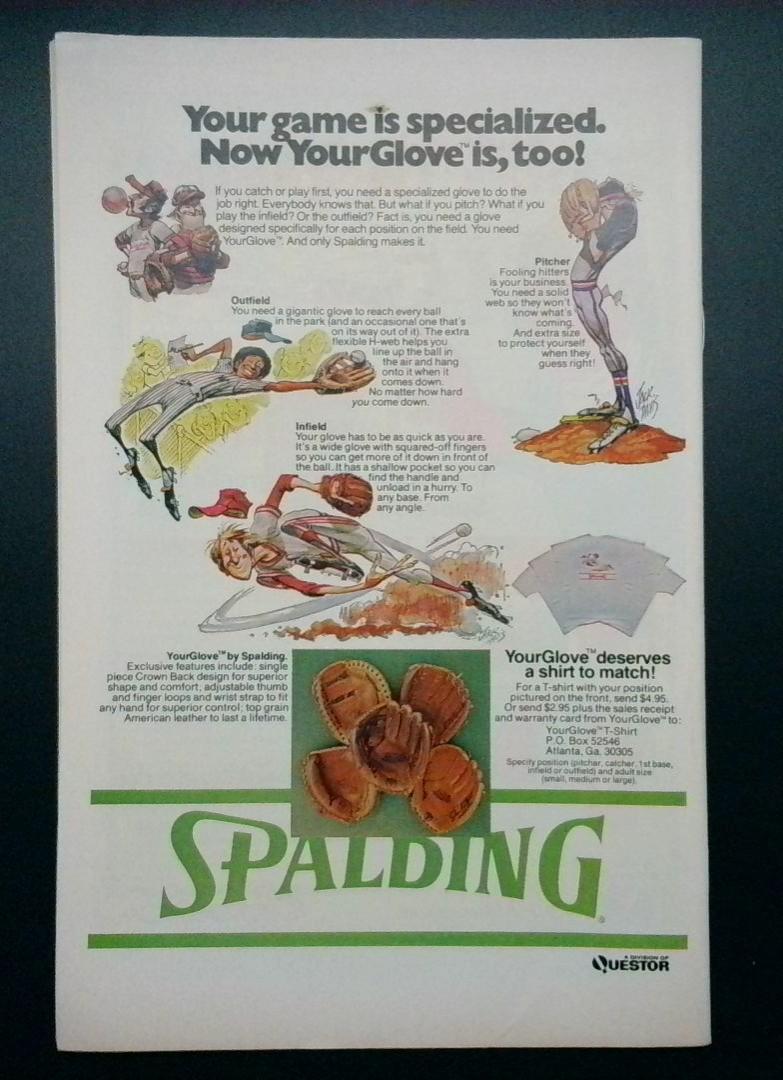 Your game is specialized.
Now YourGlove™ is, too!
If you catch or play first, you need a specialized glove to do the
job right. Everybody knows that. But what if you pitch? What if you
play the infield? Or the outfield? Fact is, you need a glove
designed specifically for each position on the field. You need
YourGlove™. And only Spalding makes it.
Pitcher
Fooling hitters
is your business.
You need a solid
web so they won't
know what's
coming.
And extra size
to protect yourself
when they
guess right!
Outfield
You need a gigantic glove to reach every ball
in the park (and an occasional one that's
on its way out of it). The extra
flexible H-web helps you
line up the ball in
the air and hang
onto it when it
comes down.
No matter how hard
you come down.
Infield
Your glove has to be as quick as you are.
It's a wide glove with squared-off fingers
so you can get more of it down in front of
the ball. It has a shallow pocket so you can
find the handle and
unload in a hurry. To
any base. From
any angle.
YourGlove™ by Spalding.
Exclusive features include: single
piece Crown Back design for superior
shape and comfort, adjustable thumb
and finger loops and wrist strap to fit
any hand for superior control; top grain
American leather to last a lifetime.
YourGlove™ deserves
a shirt to match!
For a T-shirt with your position
pictured on the front, send $4.95.
Or send $2.95 plus the sales receipt
and warranty card from YourGlove™ to:
YourGlove™ T-Shirt
P.O. Box 52546
Atlanta, Ga. 30305
Specify position (pitcher, catcher, 1st base,
infield or outfield) and adult size
(small, medium or large).
SPALDING®
A DIVISION OF
QUESTOR